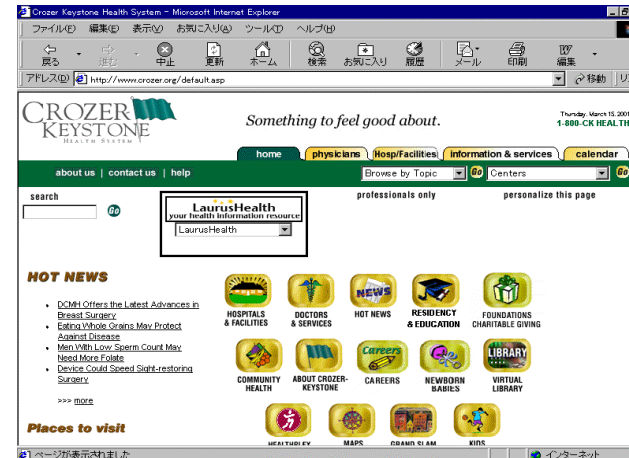 Crozer Keystone Health System - Microsoft Internet Explorer
ファイル(F) 編集(E) 表示(V) お気に入り(A) ツール(T) ヘルプ(H)
戻る 進む 中止 更新 ホーム 検索 お気に入り 履歴 メール 印刷 編集
アドレス(D) http://www.crozer.org/default.asp 移動
CROZER
KEYSTONE
HEALTH SYSTEM
Something to feel good about.
Thursday, March 15, 2001
1-800-CK HEALTH
home physicians Hosp/Facilities information & services calendar
about us | contact us | help
Browse by Topic Go Centers Go
search
Go
LaurusHealth
your health information resource
LaurusHealth
professionals only personalize this page
HOT NEWS
DCMH Offers the Latest Advances in
Breast Surgery
Eating Whole Grains May Protect
Against Disease
Men With Low Sperm Count May
Need More Folate
Device Could Speed Sight-restoring
Surgery
>>> more
Places to visit
HOSPITALS
& FACILITIES
DOCTORS
& SERVICES
NEWS
HOT NEWS
RESIDENCY
& EDUCATION
FOUNDATIONS
CHARITABLE GIVING
COMMUNITY
HEALTH
ABOUT CROZER-
KEYSTONE
Careers
CAREERS
NEWBORN
BABIES
LIBRARY
VIRTUAL
LIBRARY
HEALTHPLEX
MAPS
GRAND SLAM
KIDS
ページが表示されました
インターネット